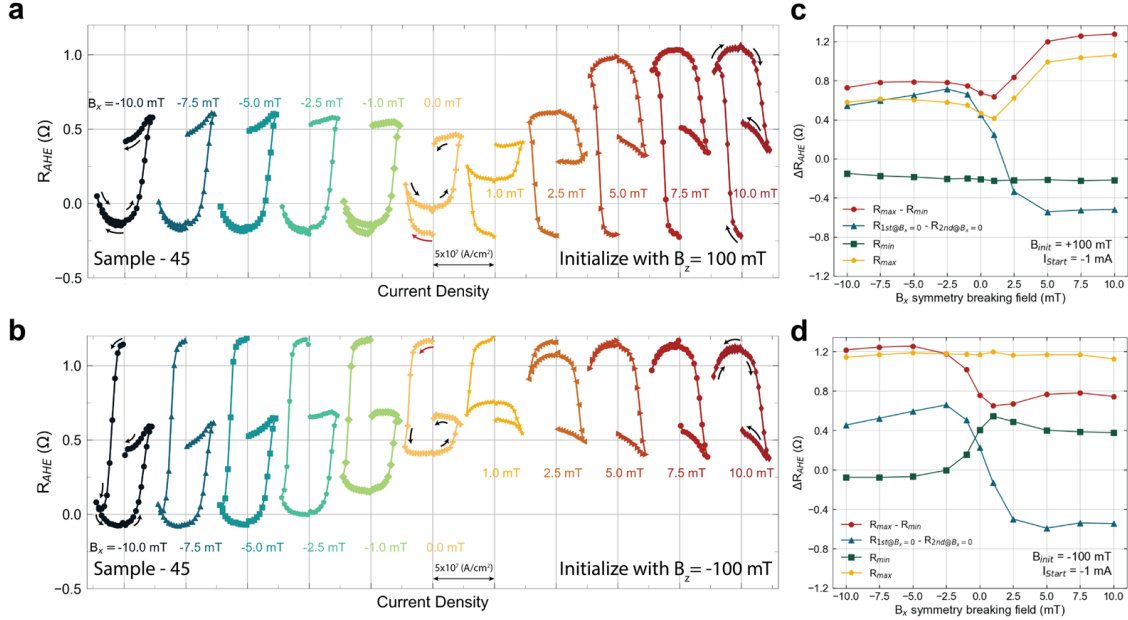 a
1.0
0.5
0.0
−0.5
R_AHE (Ω)
B_x = -10.0 mT
-7.5 mT
-5.0 mT
-2.5 mT
-1.0 mT
0.0 mT
1.0 mT
2.5 mT
5.0 mT
7.5 mT
10.0 mT
Sample - 45
5x10⁷ (A/cm²)
Initialize with B_z = 100 mT
Current Density
b
1.0
0.5
0.0
−0.5
R_AHE (Ω)
0.0 mT
1.0 mT
2.5 mT
5.0 mT
7.5 mT
10.0 mT
B_x = -10.0 mT
-7.5 mT
-5.0 mT
-2.5 mT
-1.0 mT
Sample - 45
5x10⁷ (A/cm²)
Initialize with B_z = -100 mT
Current Density
c
1.2
0.8
0.4
0.0
−0.4
−0.8
−1.2
ΔR_AHE (Ω)
R_max - R_min
R_1st@B_x=0 - R_2nd@B_x=0
R_min
R_max
B_init = +100 mT
I_Start = -1 mA
-10.0 -7.5 -5.0 -2.5 0.0 2.5 5.0 7.5 10.0
B_x symmetry breaking field (mT)
d
1.2
0.8
0.4
0.0
−0.4
−0.8
−1.2
ΔR_AHE (Ω)
R_max - R_min
R_1st@B_x=0 - R_2nd@B_x=0
R_min
R_max
B_init = -100 mT
I_Start = -1 mA
-10.0 -7.5 -5.0 -2.5 0.0 2.5 5.0 7.5 10.0
B_x symmetry breaking field (mT)